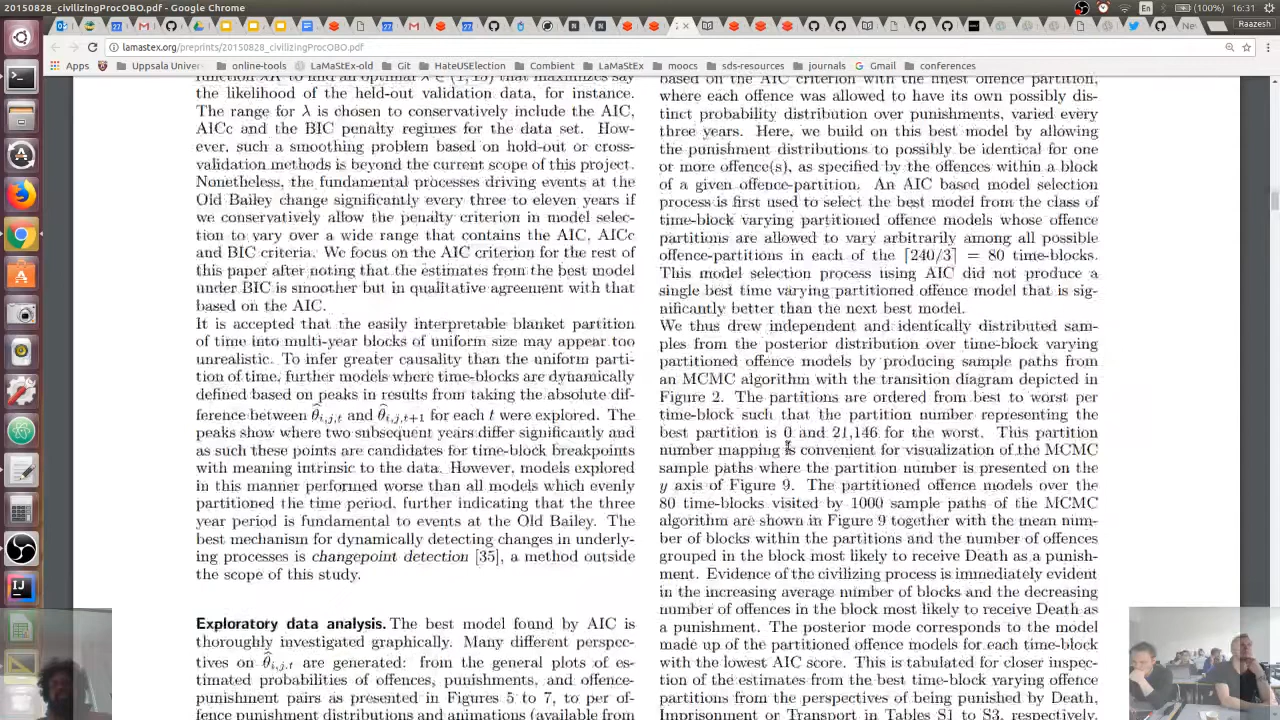 20150828_civilizingProcOBO.pdf - Google Chrome
En
16:31
Raazesh
lamastex.org/preprints/20150828_civilizingProcOBO.pdf
Apps
Uppsala Univer
online-tools
LaMAStEx-old
Git
HateUSElection
Combient
LaMAStEx
moocs
sds-resources
journals
Gmail
conferences
the likelihood of the held-out validation data, for instance.
The range for λ is chosen to conservatively include the AIC,
AICc and the BIC penalty regimes for the data set. How-
ever, such a smoothing problem based on hold-out or cross-
validation methods is beyond the current scope of this project.
Nonetheless, the fundamental processes driving events at the
Old Bailey change significantly every three to eleven years if
we conservatively allow the penalty criterion in model selec-
tion to vary over a wide range that contains the AIC, AICc
and BIC criteria. We focus on the AIC criterion for the rest of
this paper after noting that the estimates from the best model
under BIC is smoother but in qualitative agreement with that
based on the AIC.
It is accepted that the easily interpretable blanket partition
of time into multi-year blocks of uniform size may appear too
unrealistic. To infer greater causality than the uniform parti-
tion of time, further models where time-blocks are dynamically
defined based on peaks in results from taking the absolute dif-
ference between θ̂i,j,t and θ̂i,j,t+1 for each t were explored. The
peaks show where two subsequent years differ significantly and
as such these points are candidates for time-block breakpoints
with meaning intrinsic to the data. However, models explored
in this manner performed worse than all models which evenly
partitioned the time period, further indicating that the three
year period is fundamental to events at the Old Bailey. The
best mechanism for dynamically detecting changes in underly-
ing processes is changepoint detection [35], a method outside
the scope of this study.
Exploratory data analysis. The best model found by AIC is
thoroughly investigated graphically. Many different perspec-
tives on θ̂i,j,t are generated: from the general plots of es-
timated probabilities of offences, punishments, and offence-
punishment pairs as presented in Figures 5 to 7, to per of-
fence punishment distributions and animations (available from
based on the AIC criterion with the finest offence partition,
where each offence was allowed to have its own possibly dis-
tinct probability distribution over punishments, varied every
three years. Here, we build on this best model by allowing
the punishment distributions to possibly be identical for one
or more offence(s), as specified by the offences within a block
of a given offence-partition. An AIC based model selection
process is first used to select the best model from the class of
time-block varying partitioned offence models whose offence
partitions are allowed to vary arbitrarily among all possible
offence-partitions in each of the ⌈240/3⌉ = 80 time-blocks.
This model selection process using AIC did not produce a
single best time varying partitioned offence model that is sig-
nificantly better than the next best model.
We thus drew independent and identically distributed sam-
ples from the posterior distribution over time-block varying
partitioned offence models by producing sample paths from
an MCMC algorithm with the transition diagram depicted in
Figure 2. The partitions are ordered from best to worst per
time-block such that the partition number representing the
best partition is 0 and 21,146 for the worst. This partition
number mapping is convenient for visualization of the MCMC
sample paths where the partition number is presented on the
y axis of Figure 9. The partitioned offence models over the
80 time-blocks visited by 1000 sample paths of the MCMC
algorithm are shown in Figure 9 together with the mean num-
ber of blocks within the partitions and the number of offences
grouped in the block most likely to receive Death as a punish-
ment. Evidence of the civilizing process is immediately evident
in the increasing average number of blocks and the decreasing
number of offences in the block most likely to receive Death as
a punishment. The posterior mode corresponds to the model
made up of the partitioned offence models for each time-block
with the lowest AIC score. This is tabulated for closer inspec-
tion of the estimates from the best time-block varying offence
partitions from the perspectives of being punished by Death,
Imprisonment or Transport in Tables S1 to S3, respectively.